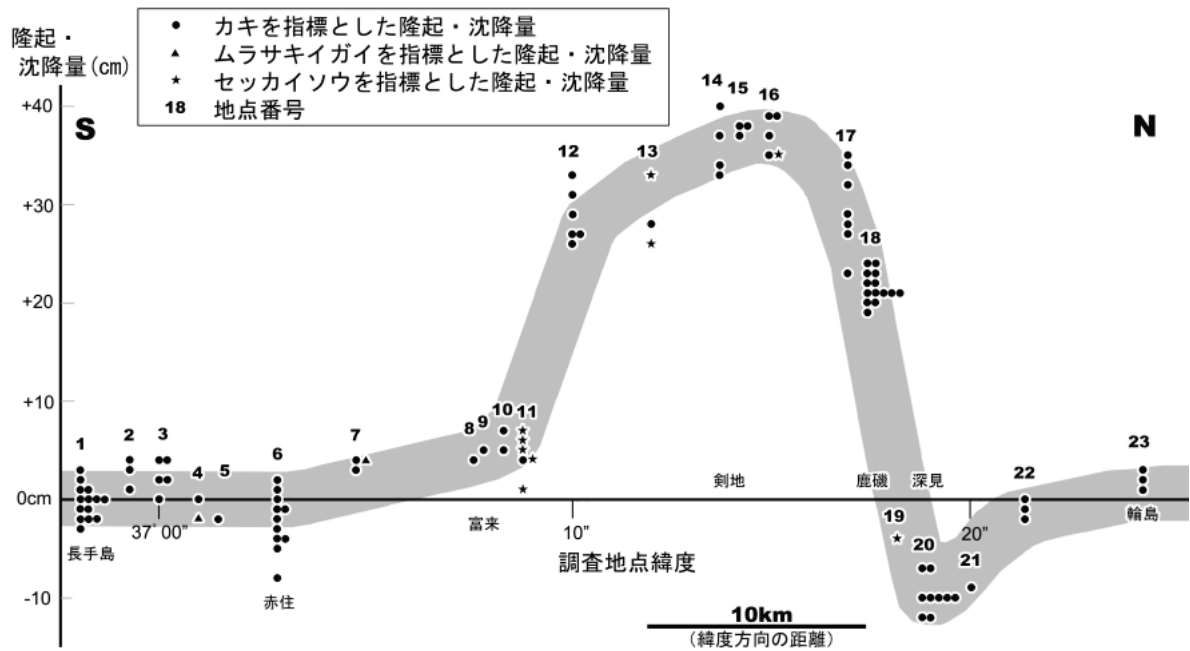 隆起・
沈降量(cm)
● カキを指標とした隆起・沈降量
▲ ムラサキイガイを指標とした隆起・沈降量
★ セッカイソウを指標とした隆起・沈降量
18 地点番号
+40
+30
+20
+10
0cm
-10
S
N
1
2
3
4
5
6
7
8
9
10
11
12
13
14
15
16
17
18
19
20
21
22
23
37°00”
10”
20”
長手島
赤住
富来
剣地
鹿磯
深見
輪島
調査地点緯度
10km
(緯度方向の距離)